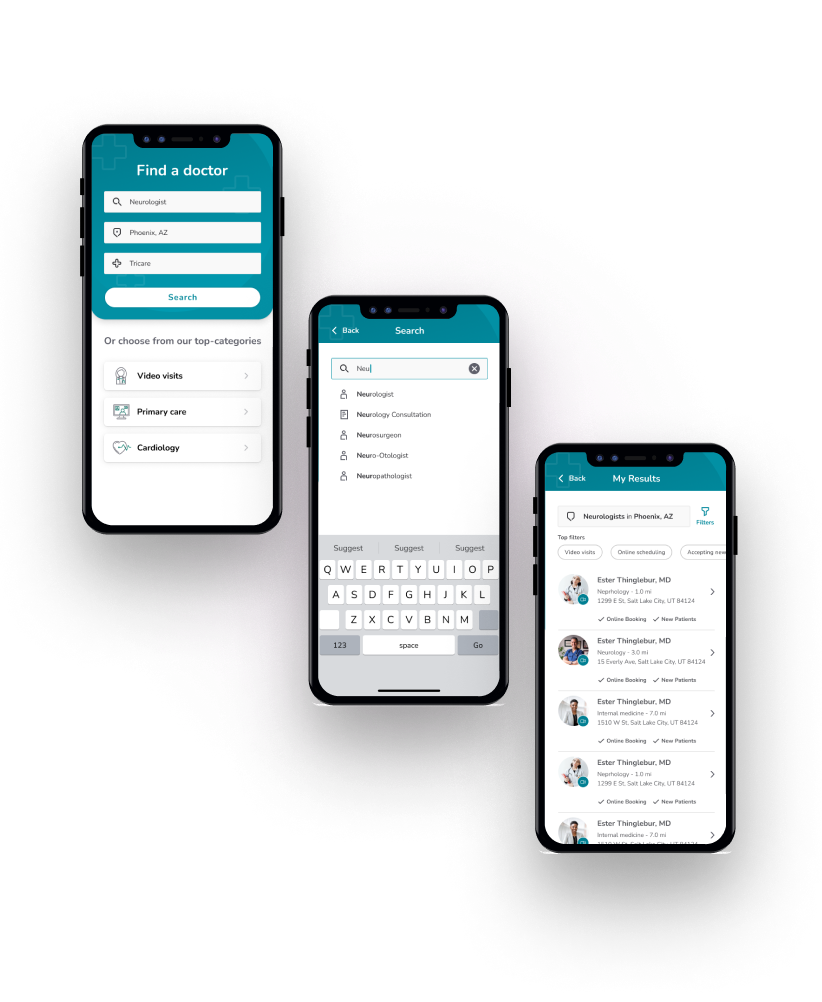 Find a doctor
Neurologist
Phoenix, AZ
Tricare
Search
Or choose from our top-categories
Video visits
Primary care
Cardiology
Back
Search
Neu
Neurologist
Neurology Consultation
Neurosurgeon
Neuro-Otologist
Neuropathologist
Suggest Suggest Suggest
Q W E R T Y U I O P
A S D F G H J K L
Z X C V B N M
123 space Go
Back
My Results
Neurologists in Phoenix, AZ
Filters
Top filters
Video visits Online scheduling Accepting new
Ester Thinglebur, MD
Neprhology - 1.0 mi
1299 E St, Salt Lake City, UT 84124
Online Booking New Patients
Ester Thinglebur, MD
Neurology - 3.0 mi
15 Everly Ave, Salt Lake City, UT 84124
Online Booking New Patients
Ester Thinglebur, MD
Internal medicine - 7.0 mi
1510 W St, Salt Lake City, UT 84124
Online Booking New Patients
Ester Thinglebur, MD
Neprhology - 1.0 mi
1299 E St, Salt Lake City, UT 84124
Online Booking New Patients
Ester Thinglebur, MD
Internal medicine - 7.0 mi